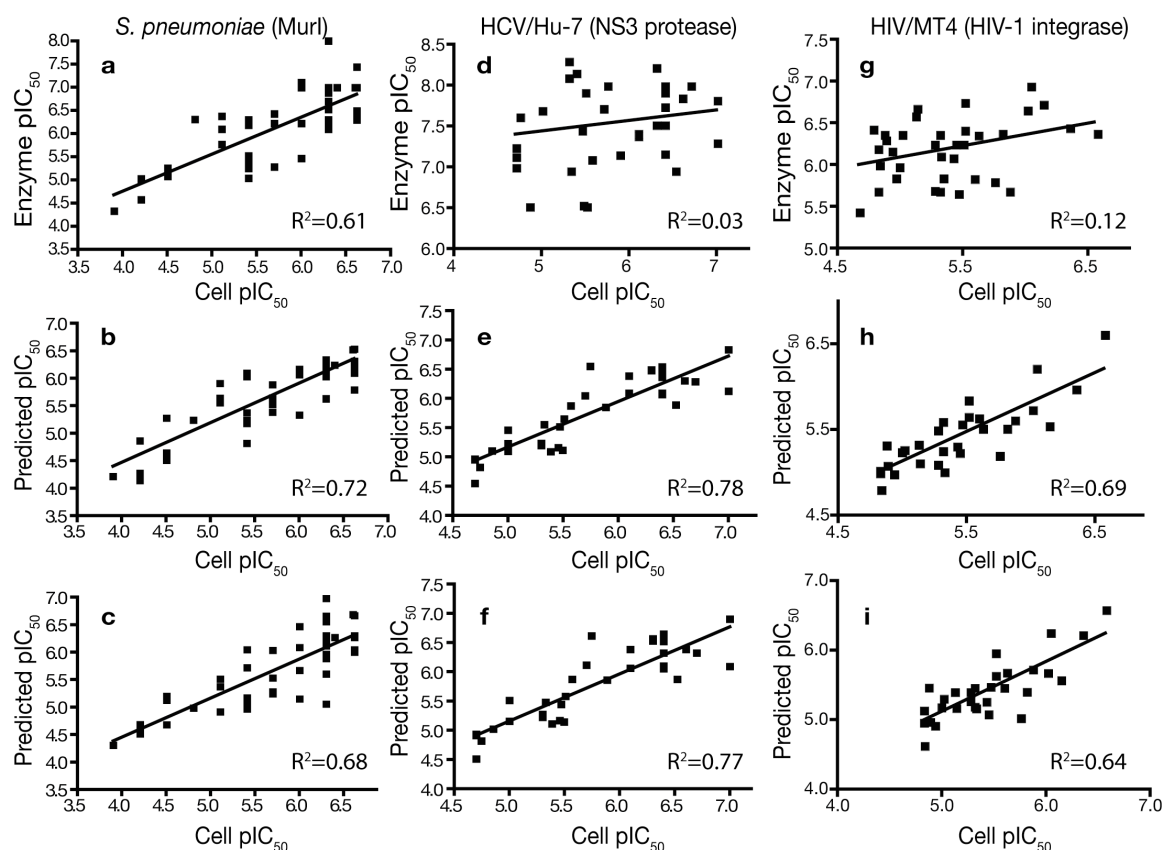 S. pneumoniae (MurI)
HCV/Hu-7 (NS3 protease)
HIV/MT4 (HIV-1 integrase)
a
Enzyme pIC50
8.0
7.5
7.0
6.5
6.0
5.5
5.0
4.5
4.0
3.5
R2=0.61
3.5 4.0 4.5 5.0 5.5 6.0 6.5 7.0
Cell pIC50
d
Enzyme pIC50
8.5
8.0
7.5
7.0
6.5
6.0
R2=0.03
4 5 6 7
Cell pIC50
g
Enzyme pIC50
7.5
7.0
6.5
6.0
5.5
5.0
R2=0.12
4.5 5.5 6.5
Cell pIC50
b
Predicted pIC50
7.0
6.5
6.0
5.5
5.0
4.5
4.0
3.5
R2=0.72
3.5 4.0 4.5 5.0 5.5 6.0 6.5 7.0
Cell pIC50
e
Predicted pIC50
7.5
7.0
6.5
6.0
5.5
5.0
4.5
4.0
R2=0.78
4.5 5.0 5.5 6.0 6.5 7.0
Cell pIC50
h
Predicted pIC50
6.5
5.5
4.5
R2=0.69
4.5 5.5 6.5
Cell pIC50
c
Predicted pIC50
7.0
6.5
6.0
5.5
5.0
4.5
4.0
3.5
R2=0.68
3.5 4.0 4.5 5.0 5.5 6.0 6.5 7.0
Cell pIC50
f
Predicted pIC50
7.5
7.0
6.5
6.0
5.5
5.0
4.5
4.0
R2=0.77
4.5 5.0 5.5 6.0 6.5 7.0
Cell pIC50
i
Predicted pIC50
7.0
6.0
5.0
4.0
R2=0.64
4.0 5.0 6.0 7.0
Cell pIC50